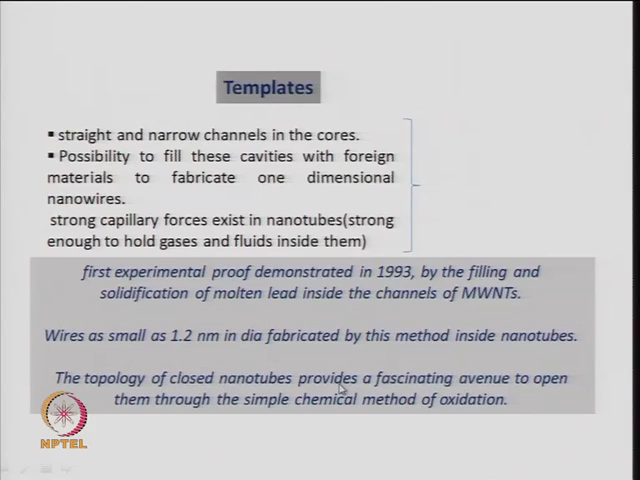 Templates
▪ straight and narrow channels in the cores.
▪ Possibility to fill these cavities with foreign
materials to fabricate one dimensional
nanowires.
strong capillary forces exist in nanotubes(strong
enough to hold gases and fluids inside them)
first experimental proof demonstrated in 1993, by the filling and
solidification of molten lead inside the channels of MWNTs.
Wires as small as 1.2 nm in dia fabricated by this method inside nanotubes.
The topology of closed nanotubes provides a fascinating avenue to open
them through the simple chemical method of oxidation.
NPTEL